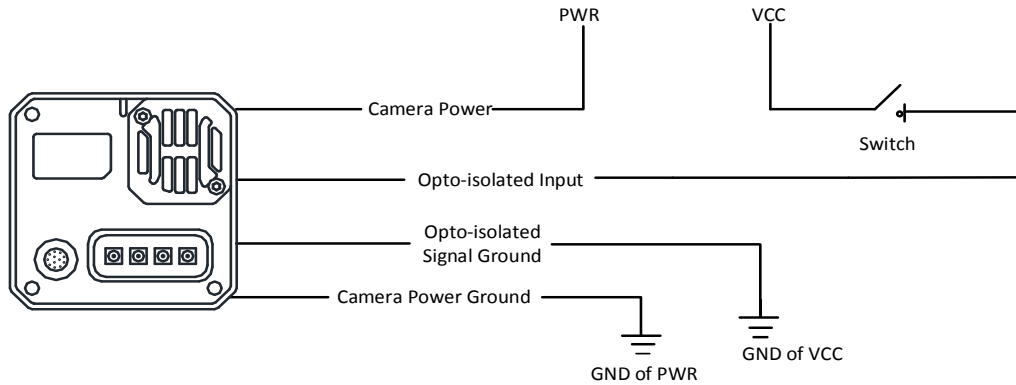 PWR
VCC
Camera Power
Switch
Opto-isolated Input
Opto-isolated
Signal Ground
Camera Power Ground
GND of VCC
GND of PWR